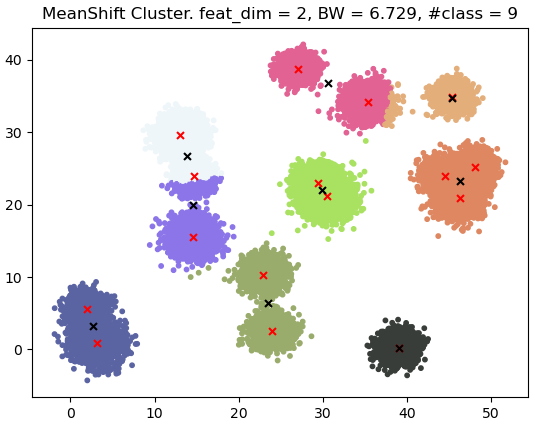 MeanShift Cluster. feat_dim = 2, BW = 6.729, #class = 9
40
30
20
10
0
0 10 20 30 40 50